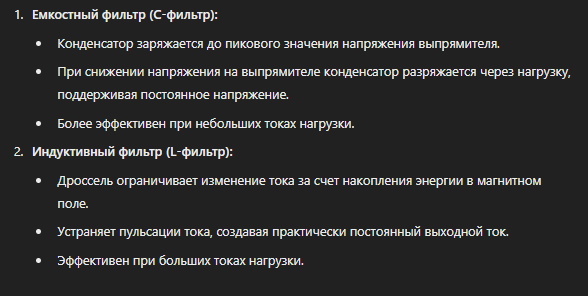 1. Емкостный фильтр (C-фильтр):
• Конденсатор заряжается до пикового значения напряжения выпрямителя.
• При снижении напряжения на выпрямителе конденсатор разряжается через нагрузку,
поддерживая постоянное напряжение.
• Более эффективен при небольших токах нагрузки.
2. Индуктивный фильтр (L-фильтр):
• Дроссель ограничивает изменение тока за счет накопления энергии в магнитном
поле.
• Устраняет пульсации тока, создавая практически постоянный выходной ток.
• Эффективен при больших токах нагрузки.